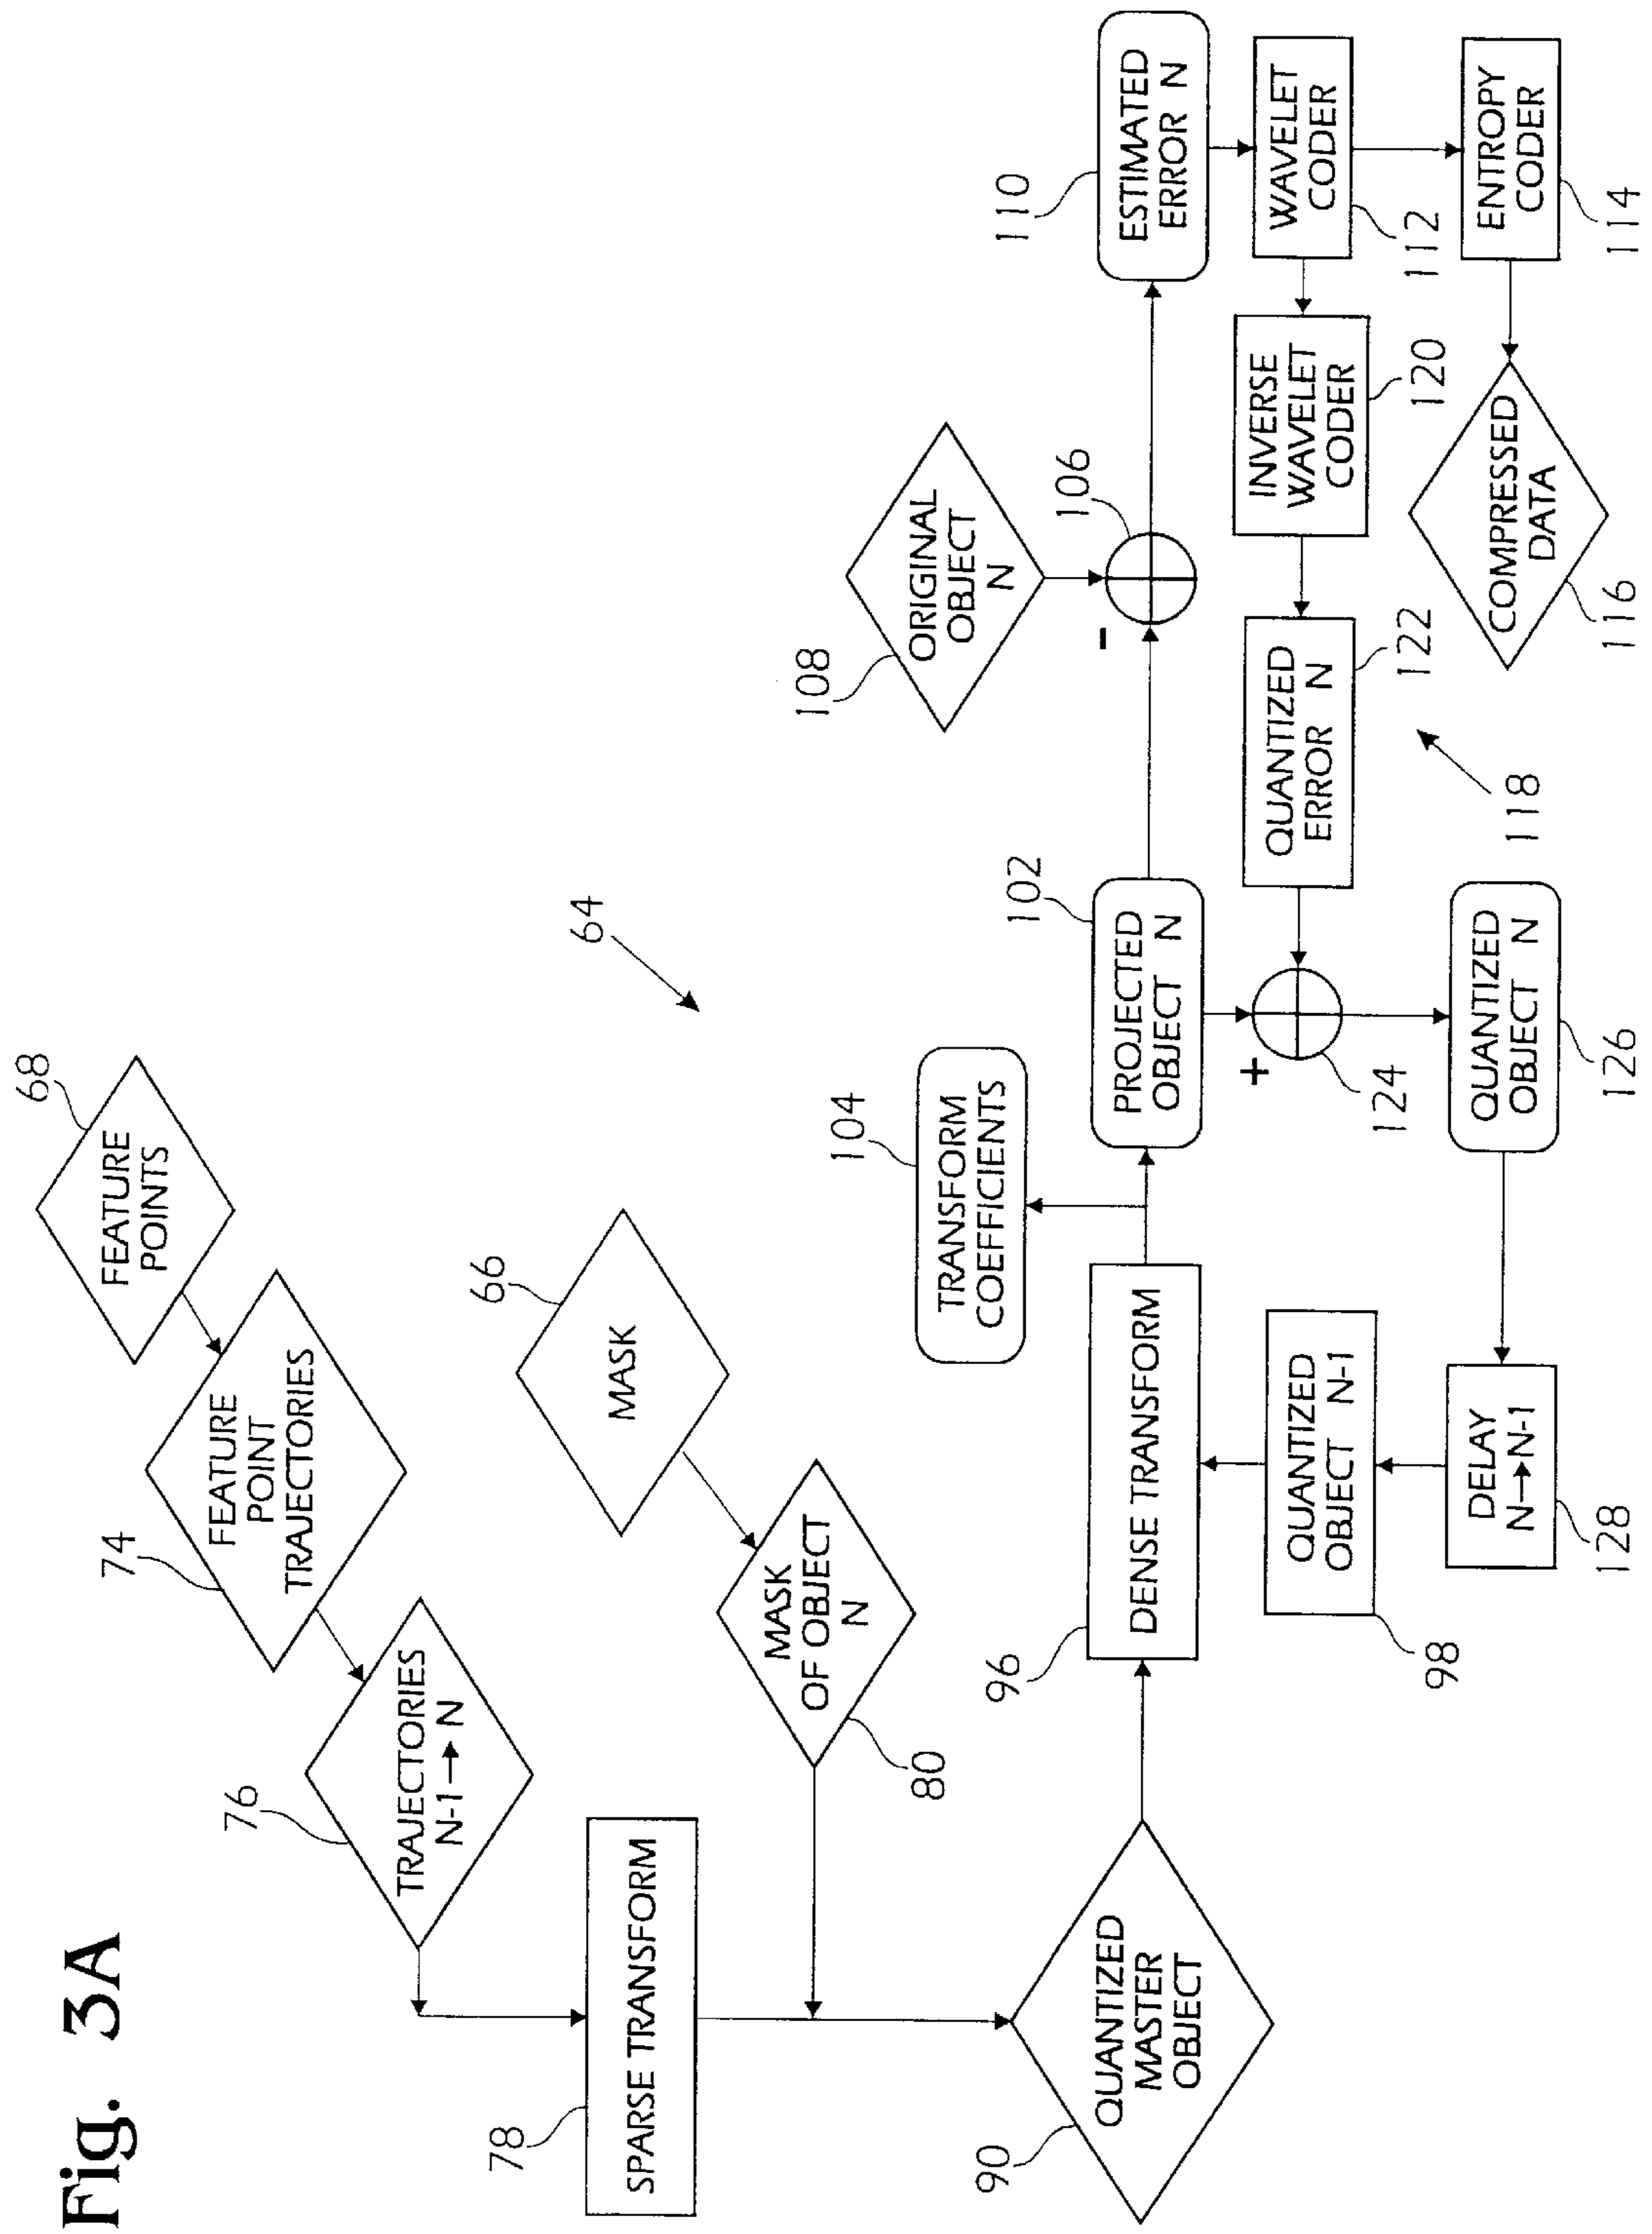 Fig. 3A
64
68
FEATURE
POINTS
74
FEATURE
POINT
TRAJECTORIES
76
TRAJECTORIES
N-1→N
66
MASK
78
SPARSE TRANSFORM
80
MASK
OF OBJECT
N
90
QUANTIZED
MASTER
OBJECT
96
DENSE TRANSFORM
104
TRANSFORM
COEFFICIENTS
102
PROJECTED
OBJECT N
108
ORIGINAL
OBJECT
N
106
-
110
ESTIMATED
ERROR N
98
QUANTIZED
OBJECT N-1
+
124
122
QUANTIZED
ERROR N
120
INVERSE
WAVELET
CODER
112
WAVELET
CODER
118
128
DELAY
N→N-1
126
QUANTIZED
OBJECT N
116
COMPRESSED
DATA
114
ENTROPY
CODER